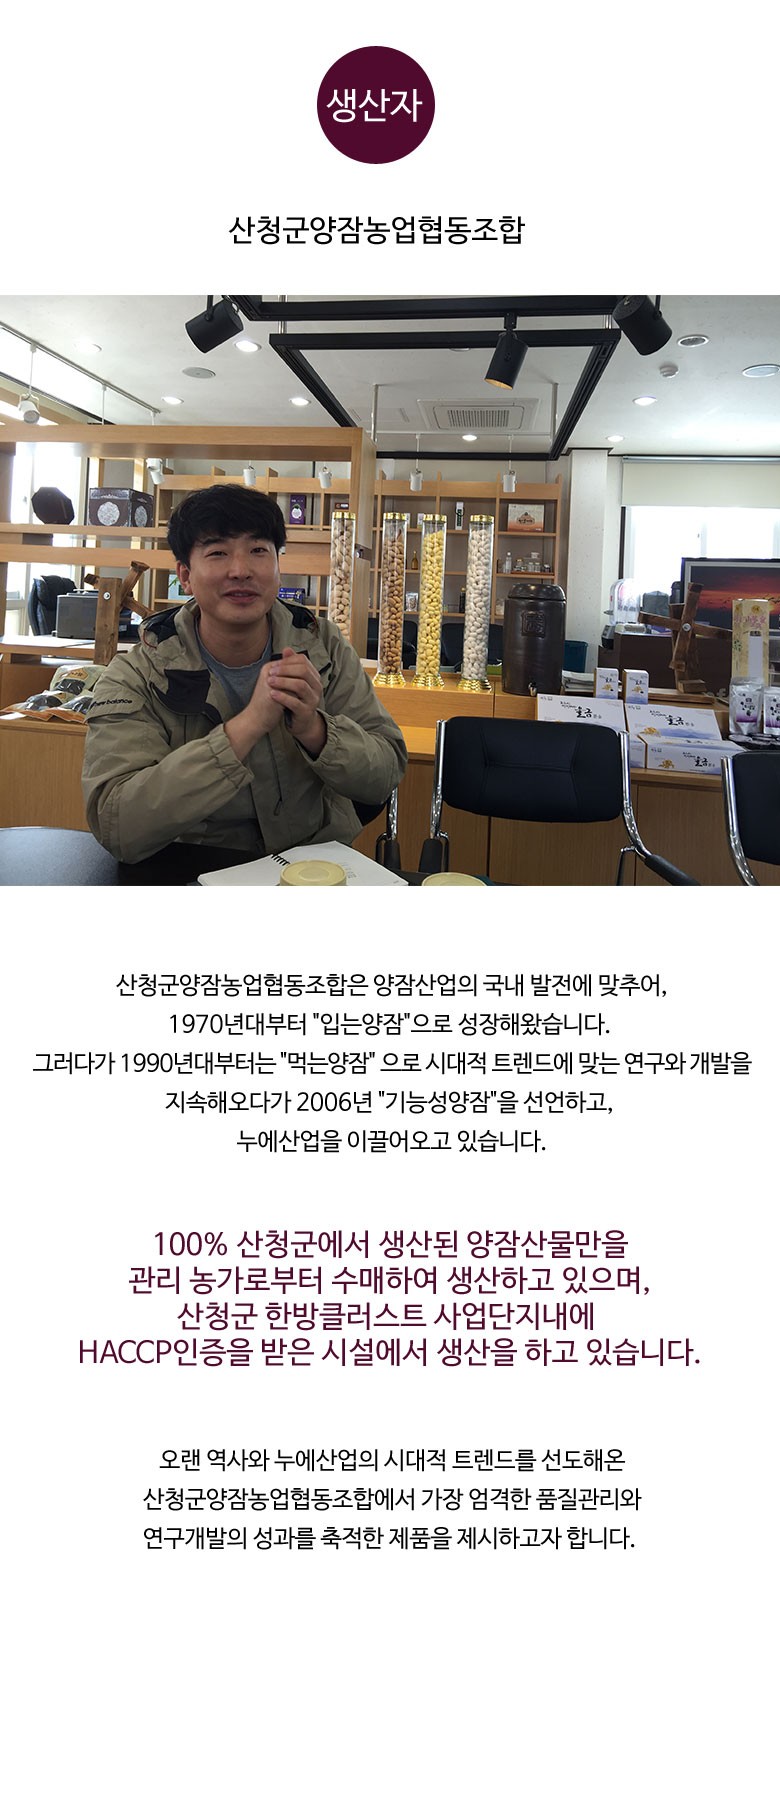 생산자
산청군양잠농업협동조합
new balance
산청군양잠농업협동조합은 양잠산업의 국내 발전에 맞추어,
1970년대부터 "입는양잠"으로 성장해왔습니다.
그러다가 1990년대부터는 "먹는양잠" 으로 시대적 트렌드에 맞는 연구와 개발을
지속해오다가 2006년 "기능성양잠"을 선언하고,
누에산업을 이끌어오고 있습니다.
100% 산청군에서 생산된 양잠산물만을
관리 농가로부터 수매하여 생산하고 있으며,
산청군 한방클러스트 사업단지내에
HACCP인증을 받은 시설에서 생산을 하고 있습니다.
오랜 역사와 누에산업의 시대적 트렌드를 선도해온
산청군양잠농업협동조합에서 가장 엄격한 품질관리와
연구개발의 성과를 축적한 제품을 제시하고자 합니다.